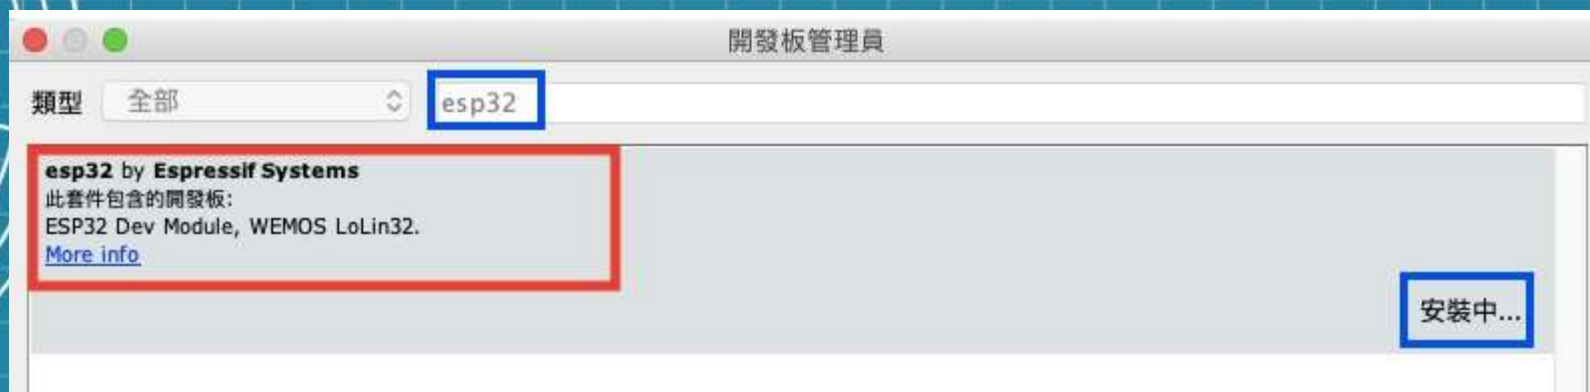 開發板管理員
類型 全部 esp32
esp32 by Espressif Systems
此套件包含的開發板:
ESP32 Dev Module, WEMOS LoLin32.
More info
安裝中...